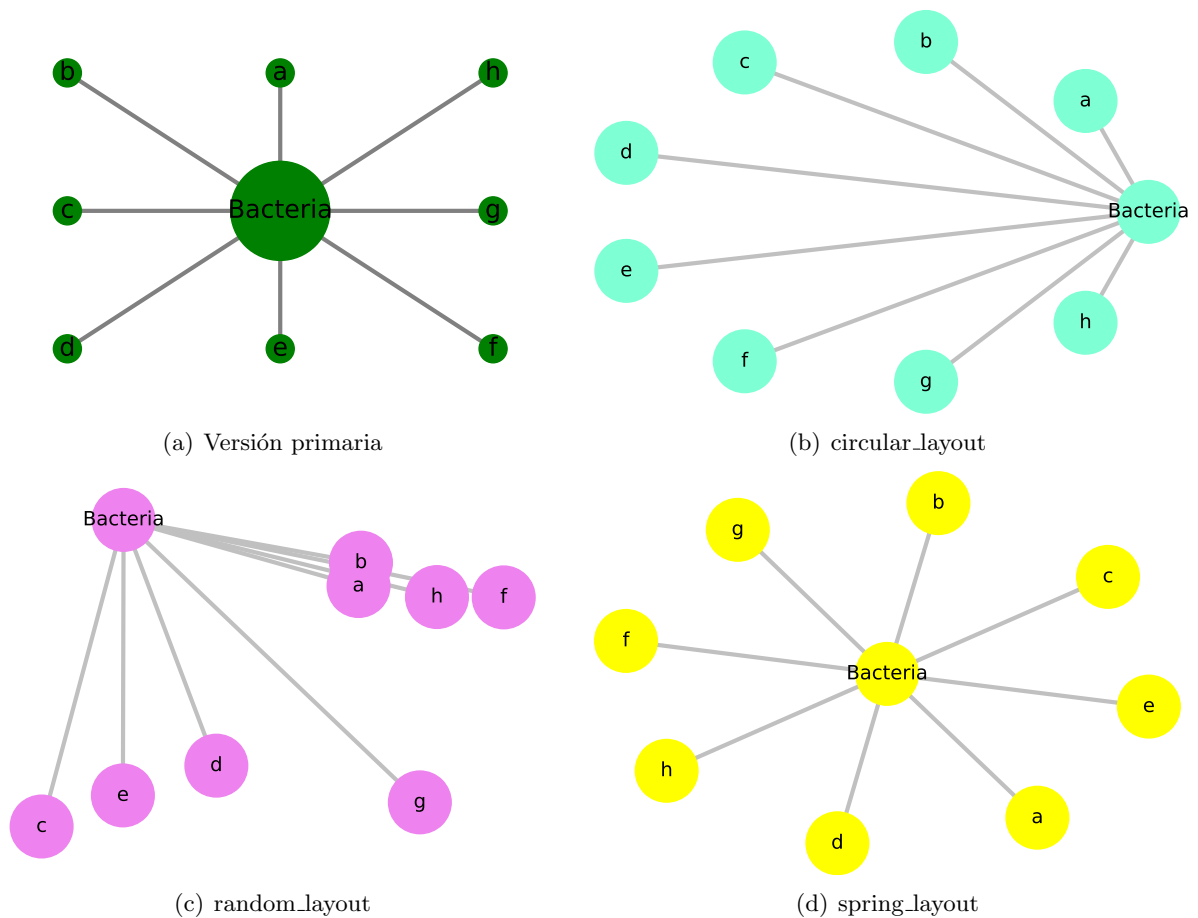 b
a
h
c
Bacteria
g
d
e
f
(a) Versión primaria
b
c
a
d
Bacteria
e
h
f
g
(b) circular_layout
Bacteria
b
a
h
f
d
e
g
c
(c) random_layout
b
g
c
f
Bacteria
e
h
a
d
(d) spring_layout